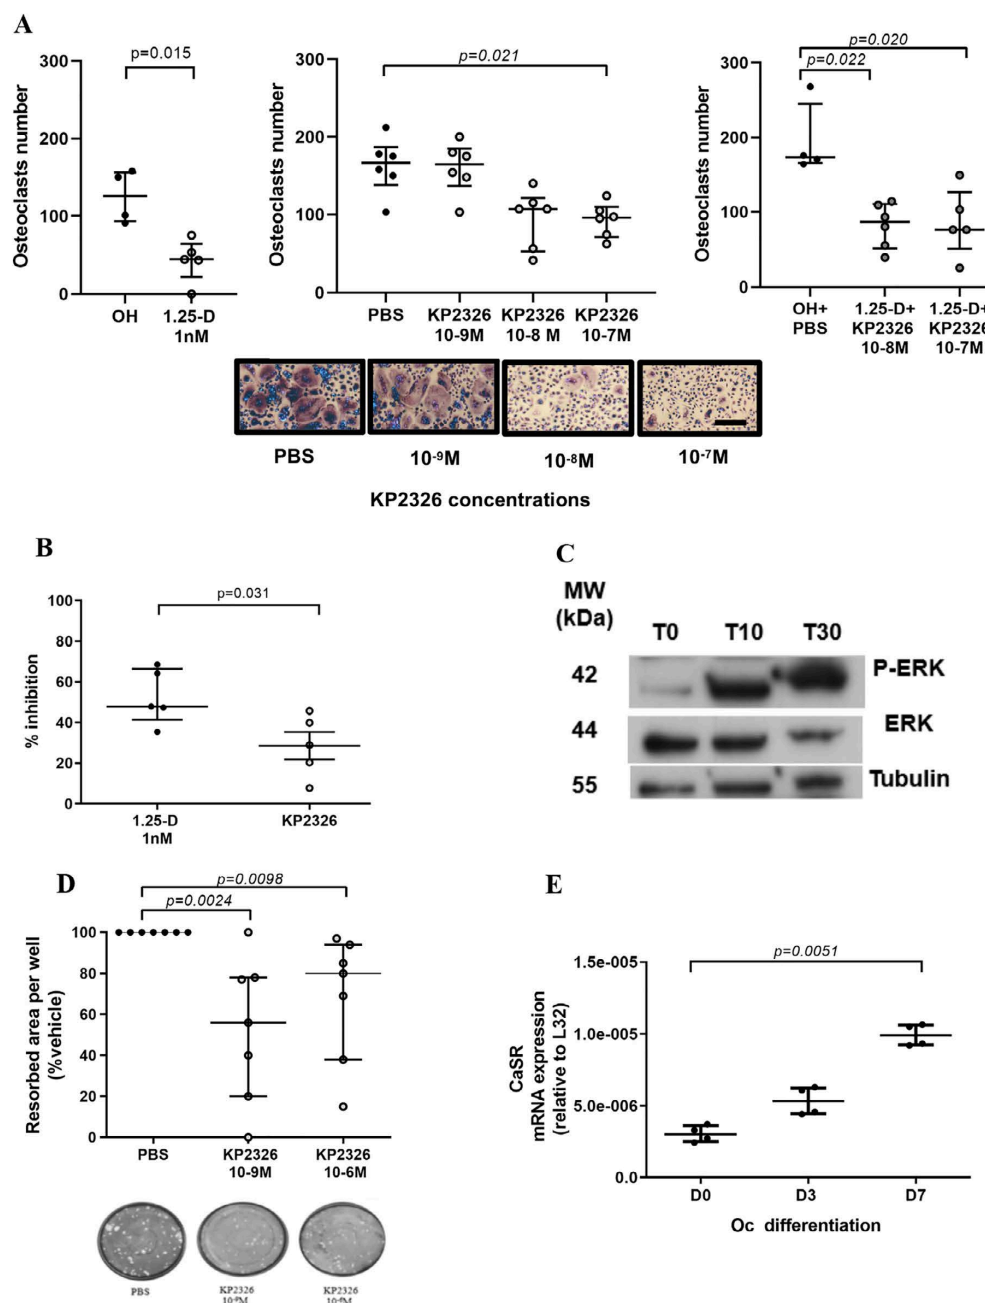 A
p=0.015
300
200
100
0
Osteoclasts number
OH
1.25-D
1nM
p=0.021
300
200
100
0
Osteoclasts number
PBS
KP2326
10-9M
KP2326
10-8 M
KP2326
10-7M
p=0.020
p=0.022
300
200
100
0
Osteoclasts number
OH+
PBS
1.25-D+
KP2326
10-8M
1.25-D+
KP2326
10-7M
PBS
10-9M
10-8M
10-7M
KP2326 concentrations
B
p=0.031
100
80
60
40
20
0
% inhibition
1.25-D
1nM
KP2326
C
MW
(kDa)
T0 T10 T30
42 P-ERK
44 ERK
55 Tubulin
D
p=0.0098
p=0.0024
100
80
60
40
20
0
Resorbed area per well
(%vehicle)
PBS
KP2326
10-9M
KP2326
10-6M
PBS
KP2326
KP2326
E
p=0.0051
1.5e-005
1.0e-005
5.0e-006
0.0
CaSR
mRNA expression
(relative to L32)
D0 D3 D7
Oc differentiation